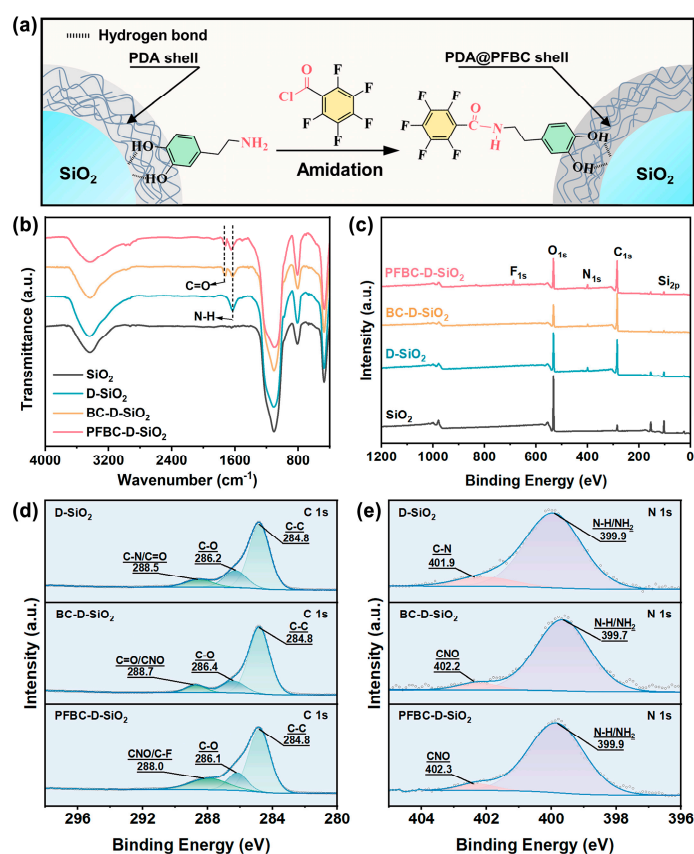 (a)
Hydrogen bond
PDA shell
PDA@PFBC shell
O
Cl
F
F
F
F
F
HO
HO
NH2
SiO2
Amidation
F
F
F
F
F
O
C
N
H
OH
OH
SiO2
(b)
C=O
N-H
SiO2
D-SiO2
BC-D-SiO2
PFBC-D-SiO2
Transmittance (a.u.)
4000 3200 2400 1600 800
Wavenumber (cm-1)
(c)
O1s
C1s
PFBC-D-SiO2
F1s
N1s
Si2p
BC-D-SiO2
D-SiO2
SiO2
Intensity (a.u.)
1200 1000 800 600 400 200 0
Binding Energy (eV)
(d)
D-SiO2
C 1s
C-C
284.8
C-O
286.2
C-N/C=O
288.5
BC-D-SiO2
C 1s
C-C
284.8
C-O
286.4
C=O/CNO
288.7
PFBC-D-SiO2
C 1s
C-C
284.8
C-O
286.1
CNO/C-F
288.0
Intensity (a.u.)
298 295 292 289 286 283 280
Binding Energy (eV)
(e)
D-SiO2
N 1s
N-H/NH2
399.9
C-N
401.9
BC-D-SiO2
N 1s
N-H/NH2
399.7
CNO
402.2
PFBC-D-SiO2
N 1s
N-H/NH2
399.9
CNO
402.3
Intensity (a.u.)
404 402 400 398 396
Binding Energy (eV)